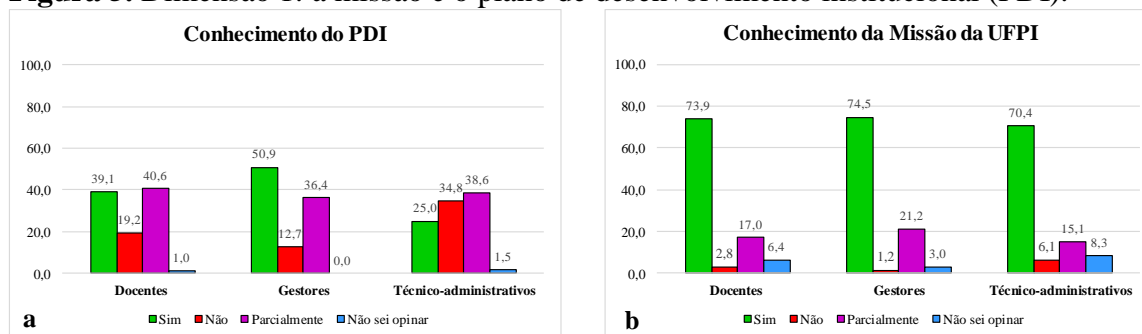 Figura 3: Dimensão 1: a missão e o plano de desenvolvimento institucional (PDI).
Conhecimento do PDI
100,0
80,0
60,0
40,0
20,0
0,0
39,1
19,2
40,6
1,0
50,9
12,7
36,4
0,0
25,0
34,8
38,6
1,5
Docentes
Gestores
Técnico-administrativos
Sim Não Parcialmente Não sei opinar
a
Conhecimento da Missão da UFPI
100,0
80,0
60,0
40,0
20,0
0,0
73,9
2,8
17,0
6,4
74,5
1,2
21,2
3,0
70,4
6,1
15,1
8,3
Docentes
Gestores
Técnico-administrativos
Sim Não Parcialmente Não sei opinar
b